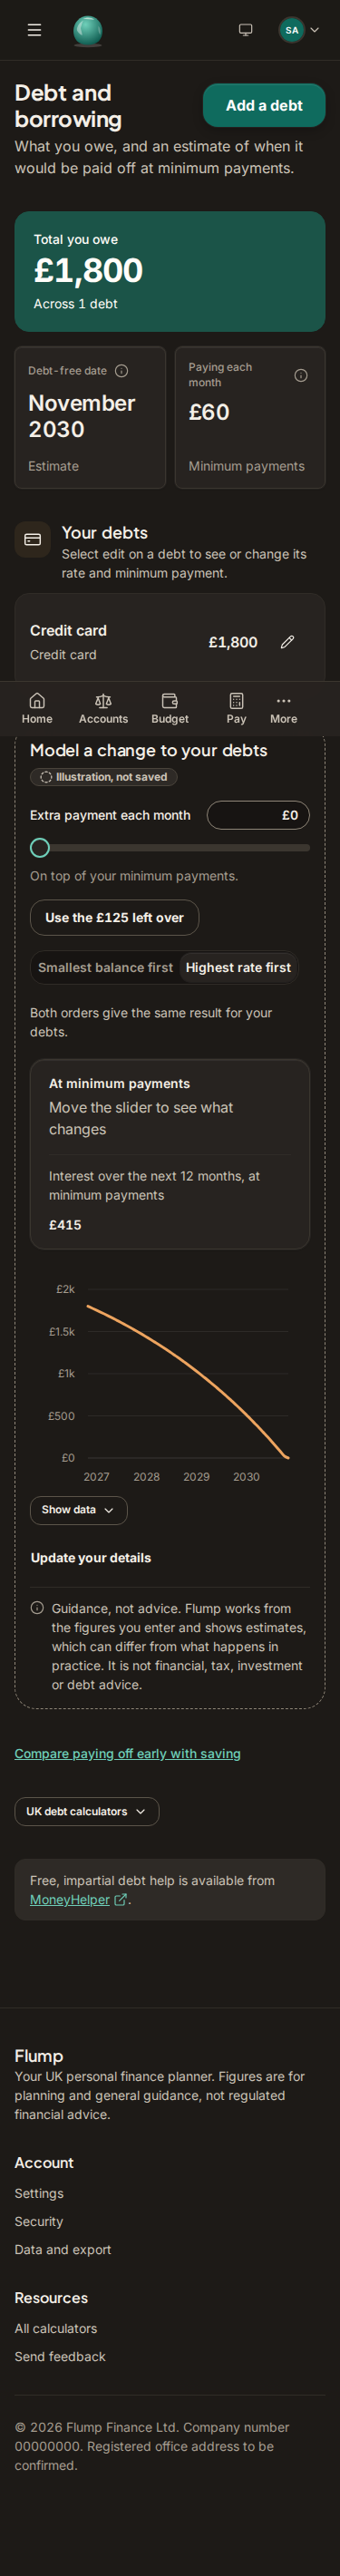 SA
Debt and
borrowing
Add a debt
What you owe, and an estimate of when it
would be paid off at minimum payments.
Total you owe
£1,800
Across 1 debt
Debt-free date
November
2030
Estimate
Paying each
month
£60
Minimum payments
Your debts
Select edit on a debt to see or change its
rate and minimum payment.
Credit card
£1,800
Credit card
Home
Accounts
Budget
Pay
More
Model a change to your debts
Illustration, not saved
Extra payment each month
£0
On top of your minimum payments.
Use the £125 left over
Smallest balance first
Highest rate first
Both orders give the same result for your
debts.
At minimum payments
Move the slider to see what
changes
Interest over the next 12 months, at
minimum payments
£415
£2k
£1.5k
£1k
£500
£0
2027
2028
2029
2030
Show data
Update your details
Guidance, not advice. Flump works from
the figures you enter and shows estimates,
which can differ from what happens in
practice. It is not financial, tax, investment
or debt advice.
Compare paying off early with saving
UK debt calculators
Free, impartial debt help is available from
MoneyHelper.
Flump
Your UK personal finance planner. Figures are for
planning and general guidance, not regulated
financial advice.
Account
Settings
Security
Data and export
Resources
All calculators
Send feedback
© 2026 Flump Finance Ltd. Company number
00000000. Registered office address to be
confirmed.